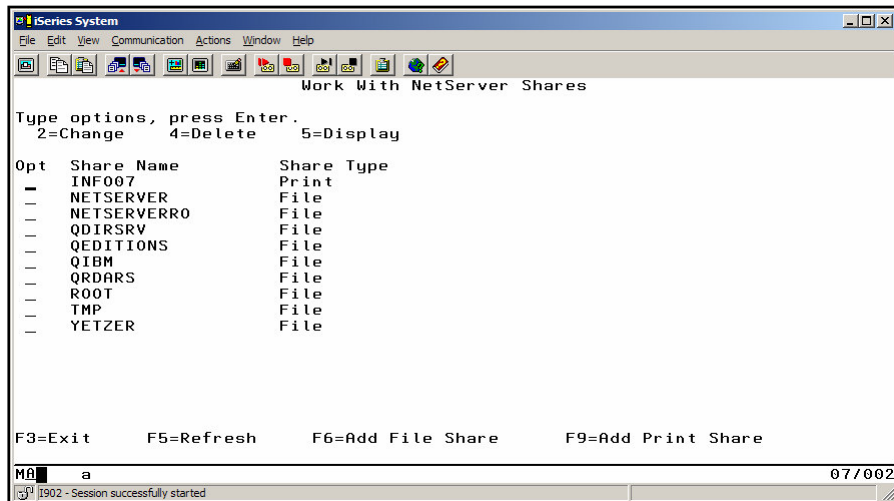 iSeries System
File Edit View Communication Actions Window Help
Work With NetServer Shares
Type options, press Enter.
2=Change 4=Delete 5=Display
Opt Share Name Share Type
INFO07 Print
NETSERVER File
NETSERVERRO File
QDIRSRV File
QEDITIONS File
QIBM File
QRDARS File
ROOT File
TMP File
YETZER File
F3=Exit F5=Refresh F6=Add File Share F9=Add Print Share
MA a 07/002
I902 - Session successfully started